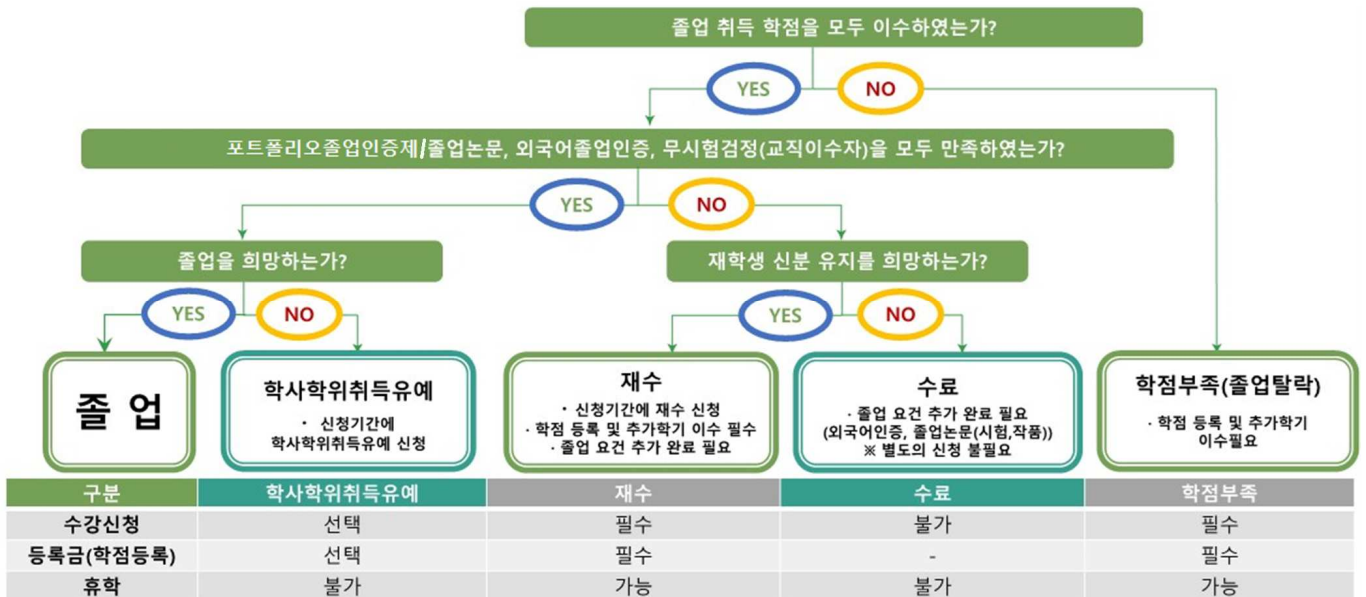 졸업 취득 학점을 모두 이수하였는가?
YES
NO
포트폴리오졸업인증제/졸업논문, 외국어졸업인증, 무시험검정(교직이수자)을 모두 만족하였는가?
YES
NO
졸업을 희망하는가?
재학생 신분 유지를 희망하는가?
YES
NO
YES
NO
졸 업
학사학위취득유예
· 신청기간에
학사학위취득유예 신청
재수
· 신청기간에 재수 신청
· 학점 등록 및 추가학기 이수 필수
· 졸업 요건 추가 완료 필요
수료
· 졸업 요건 추가 완료 필요
(외국어인증, 졸업논문(시험,작품))
※ 별도의 신청 불필요
학점부족(졸업탈락)
· 학점 등록 및 추가학기
이수필요
구분 학사학위취득유예 재수 수료 학점부족
수강신청 선택 필수 불가 필수
등록금(학점등록) 선택 필수 - 필수
휴학 불가 가능 불가 가능